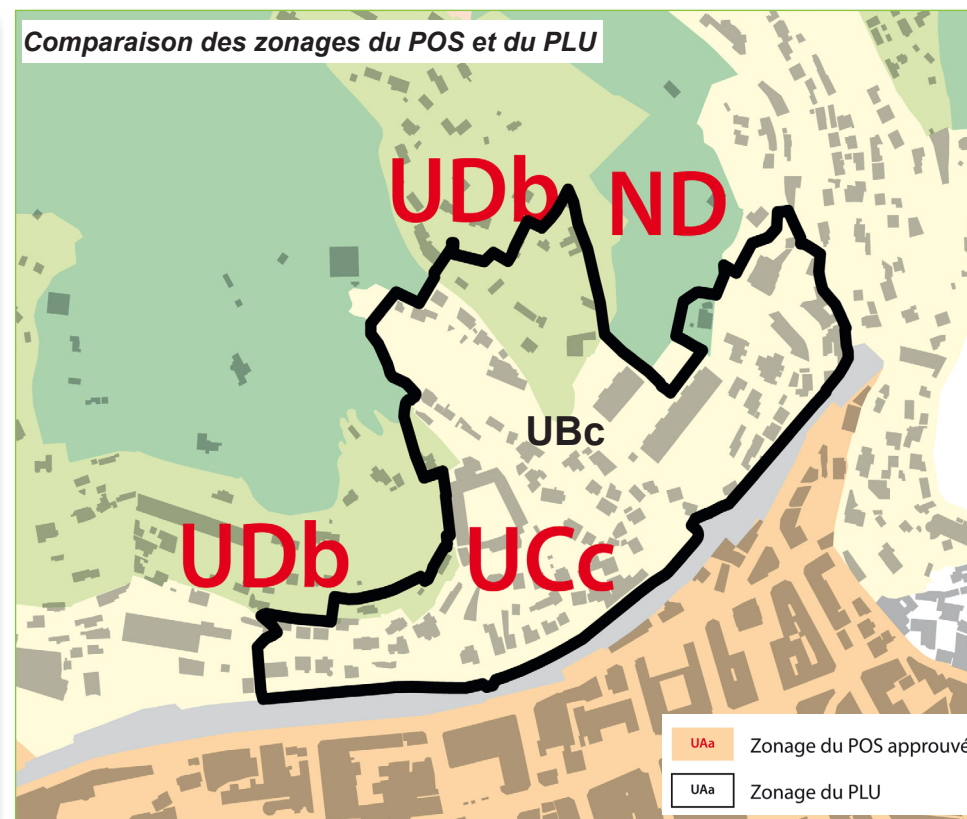 Comparaison des zonages du POS et du PLU
UDb
ND
UBc
UDb
UCc
UAa Zonage du POS approuvé
UAa Zonage du PLU